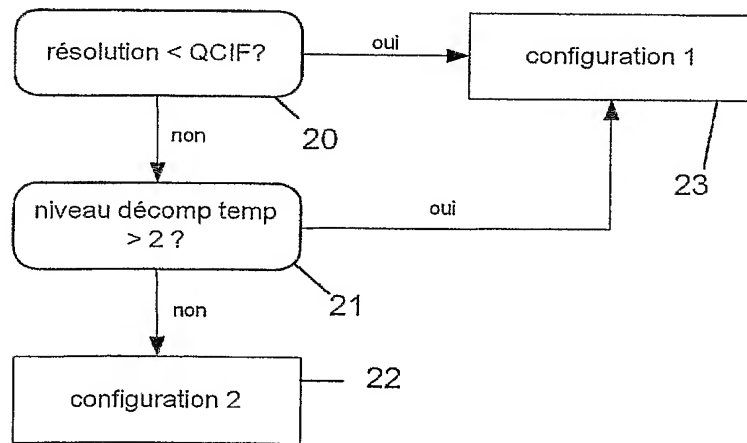 résolution < QCIF?
oui
configuration 1
20
non
23
niveau décomp temp
> 2 ?
oui
21
non
configuration 2
22